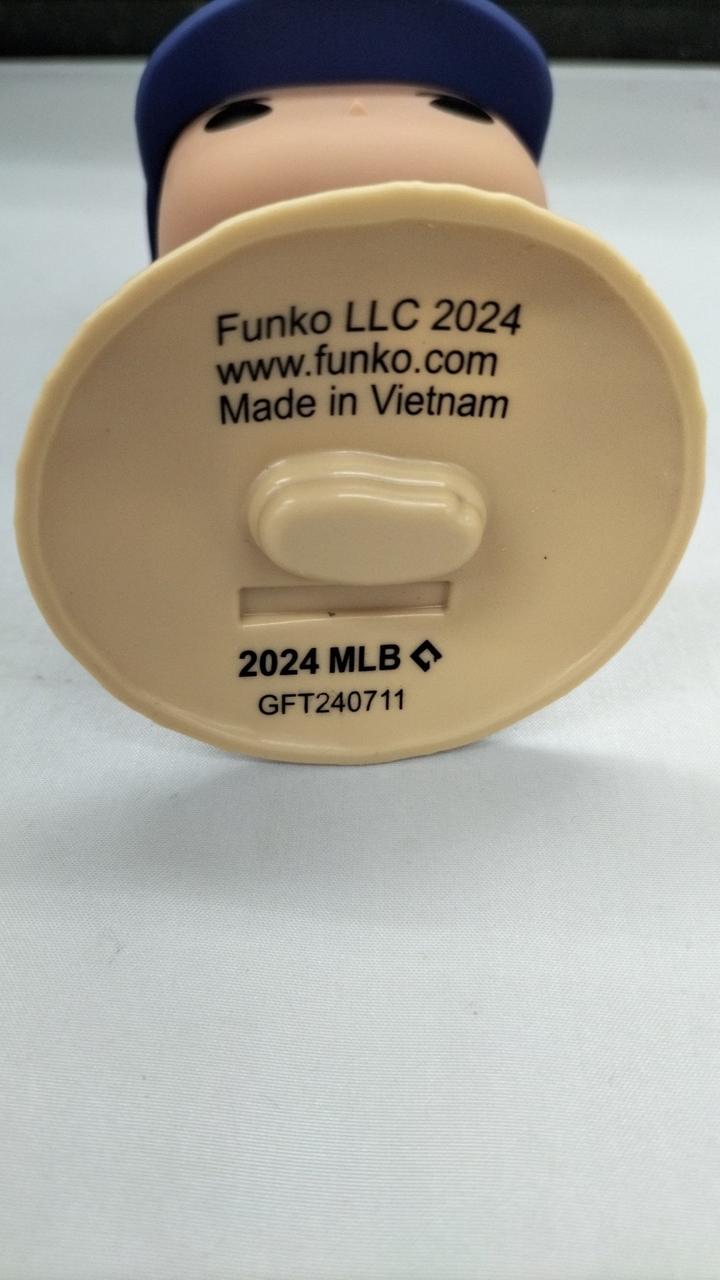 Funko LLC 2024
www.funko.com
Made in Vietnam
2024 MLB
GFT240711